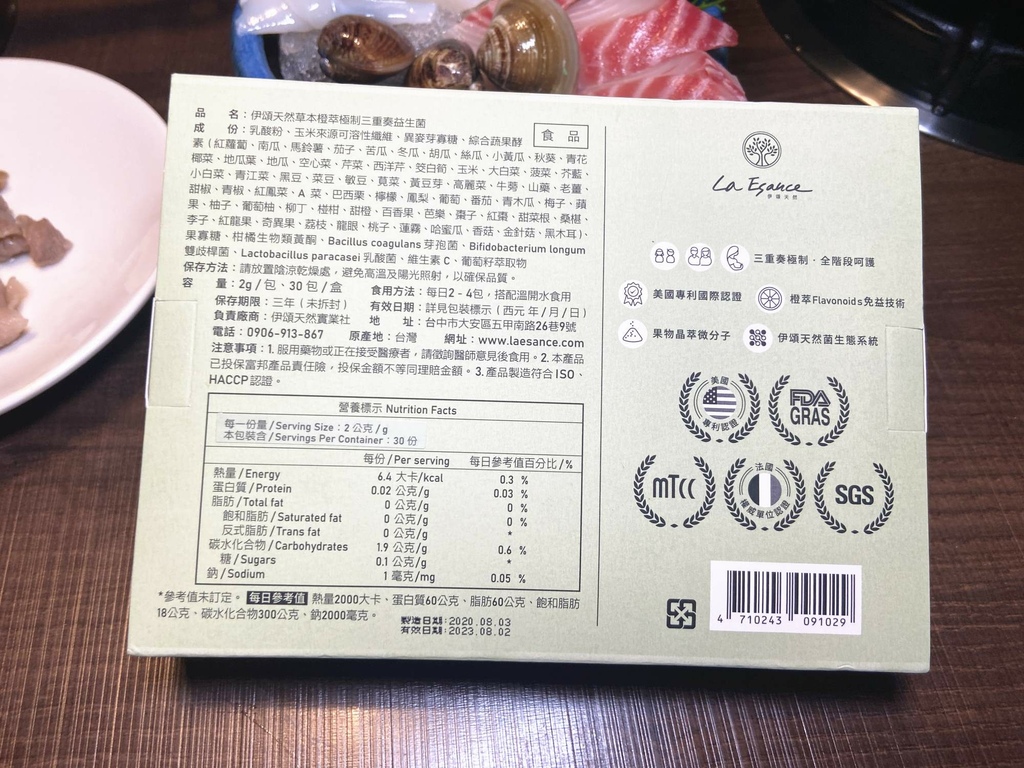 品 名：伊頌天然草本橙萃極制三重奏益生菌
成 份：乳酸粉、玉米來源可溶性纖維、異麥芽寡糖、綜合蔬果酵
素（紅蘿蔔、南瓜、馬鈴薯、茄子、苦瓜、冬瓜、胡瓜、絲瓜、小黃瓜、秋葵、青花
椰菜、地瓜葉、地瓜、空心菜、芹菜、西洋芹、筊白筍、玉米、大白菜、菠菜、芥藍、
小白菜、青江菜、黑豆、菜豆、敏豆、莧菜、黃豆芽、高麗菜、牛蒡、山藥、老薑、
甜椒、青椒、紅鳳菜、A 菜、巴西栗、檸檬、鳳梨、葡萄、番茄、青木瓜、梅子、蘋
果、柚子、葡萄柚、柳丁、椪柑、甜橙、百香果、芭樂、棗子、紅棗、甜菜根、桑椹、
李子、紅龍果、奇異果、荔枝、龍眼、桃子、蓮霧、哈蜜瓜、香菇、金針菇、黑木耳）、
果寡糖、柑橘生物類黃酮、Bacillus coagulans 芽孢菌、Bifidobacterium longum
雙歧桿菌、Lactobacillus paracasei 乳酸菌、維生素 C、葡萄籽萃取物
保存方法：請放置陰涼乾燥處，避免高溫及陽光照射，以確保品質。
容 量：2g / 包、30 包 / 盒 食用方法：每日2 - 4包，搭配溫開水食用
保存期限：三年（未拆封） 有效日期：詳見包裝標示（西元 年 / 月 / 日）
負責廠商：伊頌天然實業社 地 址：台中市大安區五甲南路26巷9號
電話：0906-913-867 原產地：台灣 網址：www.laesance.com
注意事項：1. 服用藥物或正在接受醫療者，請徵詢醫師意見後食用。2. 本產品
已投保富邦產品責任險，投保金額不等同理賠金額。3. 產品製造符合 ISO、
HACCP 認證。
食 品
營養標示 Nutrition Facts
每一份量 / Serving Size：2 公克 / g
本包裝含 / Servings Per Container：30 份
每份 / Per serving 每日參考值百分比 / %
熱量 / Energy 6.4 大卡/kcal 0.3 %
蛋白質 / Protein 0.02 公克/g 0.03 %
脂肪 / Total fat 0 公克/g 0 %
飽和脂肪 / Saturated fat 0 公克/g 0 %
反式脂肪 / Trans fat 0 公克/g *
碳水化合物 / Carbohydrates 1.9 公克/g 0.6 %
糖 / Sugars 0.1 公克/g *
鈉 / Sodium 1 毫克/mg 0.05 %
*參考值未訂定。 每日參考值 熱量2000大卡、蛋白質60公克、脂肪60公克、飽和脂肪
18公克、碳水化合物300公克、鈉2000毫克。
製造日期：2020.08.03
有效日期：2023.08.02
La Esance
伊頌天然
三重奏極制．全階段呵護
美國專利國際認證 橙萃Flavonoids免益技術
果物晶萃微分子 伊頌天然菌生態系統
美國 專利認證
FDA GRAS
mTCC
法國 權威單位認證
SGS
4 710243 091029